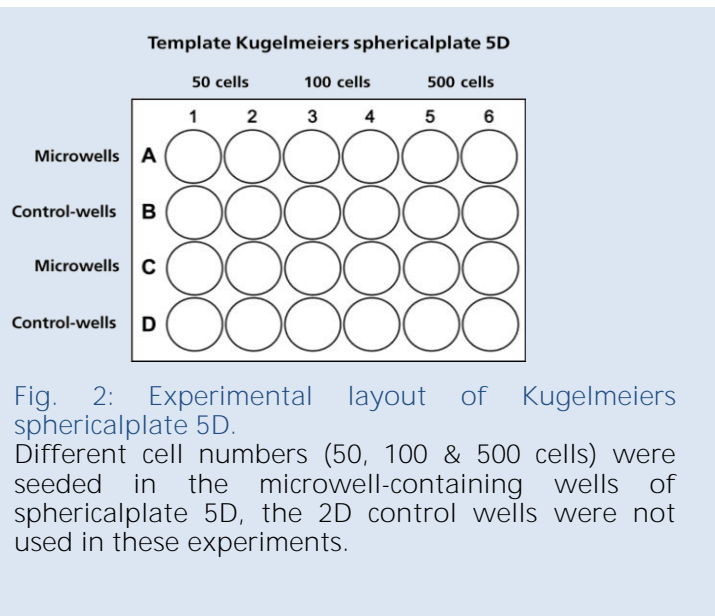 Template Kugelmeiers sphericalplate 5D
50 cells 100 cells 500 cells
1 2 3 4 5 6
Microwells A
Control-wells B
Microwells C
Control-wells D
Fig. 2: Experimental layout of Kugelmeiers
sphericalplate 5D.
Different cell numbers (50, 100 & 500 cells) were
seeded in the microwell-containing wells of
sphericalplate 5D, the 2D control wells were not
used in these experiments.